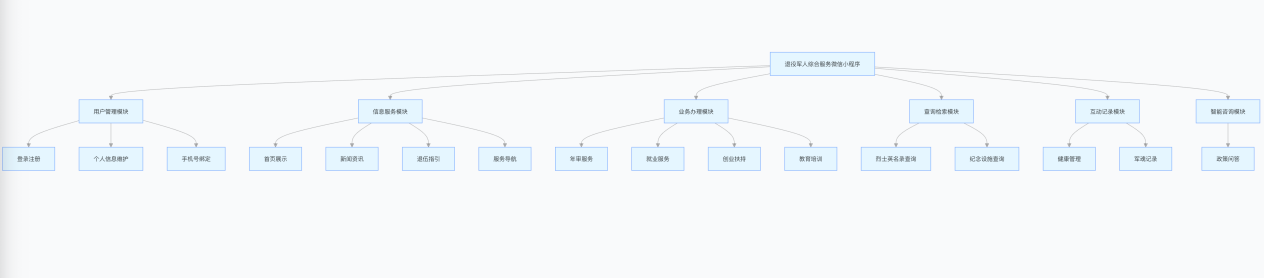 退役军人综合服务微信小程序
用户管理模块
信息服务模块
业务办理模块
查询检索模块
互动记录模块
智能咨询模块
登录注册
个人信息维护
手机号绑定
首页展示
新闻资讯
退伍指引
服务导航
年审服务
就业服务
创业扶持
教育培训
烈士英名录查询
纪念设施查询
健康管理
军魂记录
政策问答